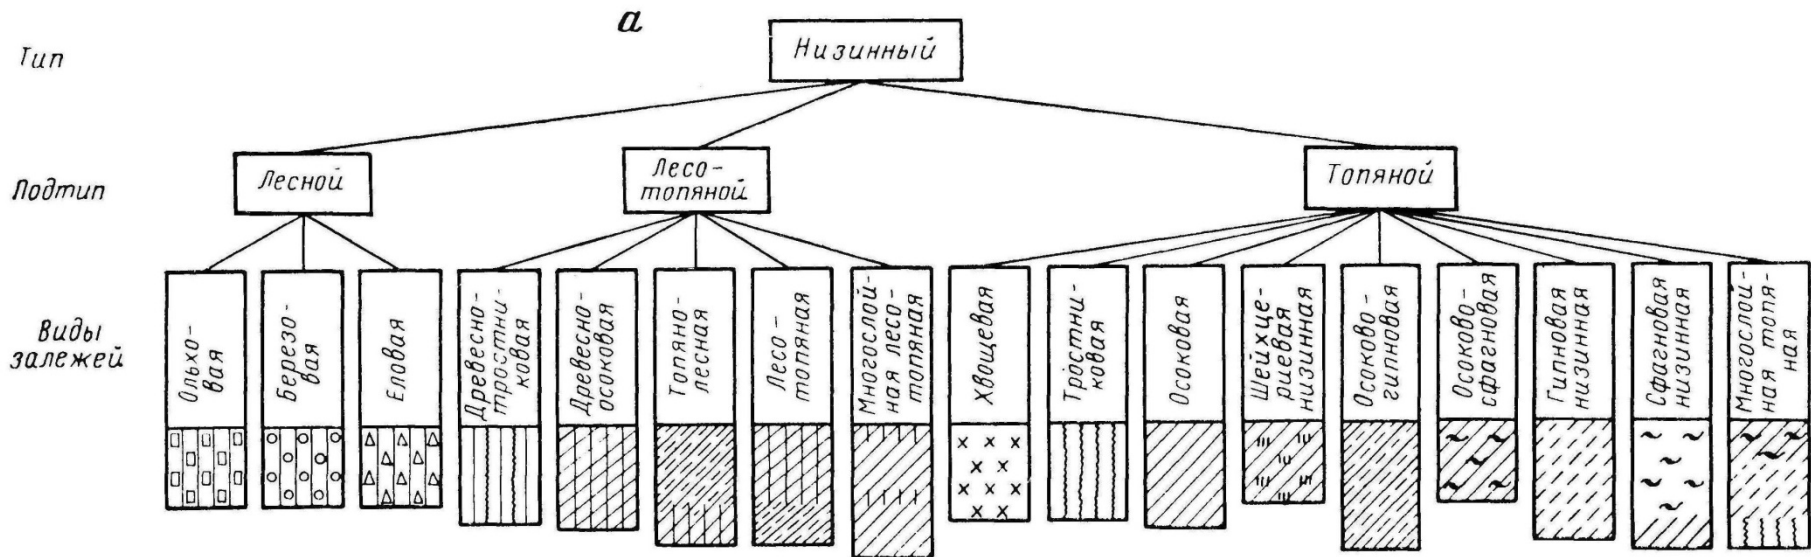 а
Тип
Низинный
Подтип
Лесной
Лесо-
топяной
Топяной
Виды
залежей
Ольхо-
вая
Березо-
вая
Еловая
Древесно-
тростни-
ковая
Древесно-
осоковая
Топяно-
лесная
Лесо-
топяная
Многослой-
ная лесо-
топяная
Хвощевая
Тростни-
ковая
Осоковая
Шейхце-
риевая
низинная
Осоково-
гипновая
Осоково-
сфагновая
Гипновая
низинная
Сфагновая
низинная
Многослой-
ная топя-
ная